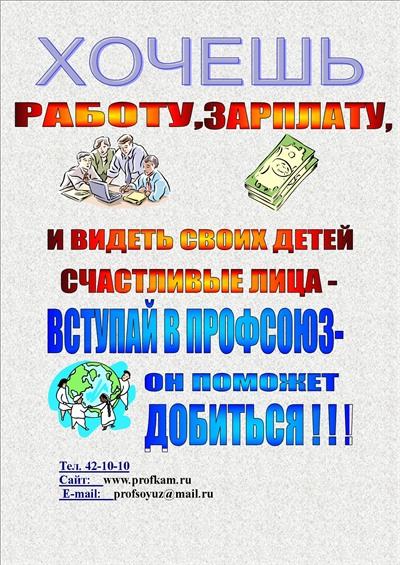 ХОЧЕШЬ
РАБОТУ,ЗАРПЛАТУ,
И ВИДЕТЬ СВОИХ ДЕТЕЙ
СЧАСТЛИВЫЕ ЛИЦА -
ВСТУПАЙ В ПРОФСОЮЗ-
ОН ПОМОЖЕТ
ДОБИТЬСЯ ! ! !
Тел. 42-10-10
Сайт: www.profkam.ru
E-mail: profsoyuz@mail.ru